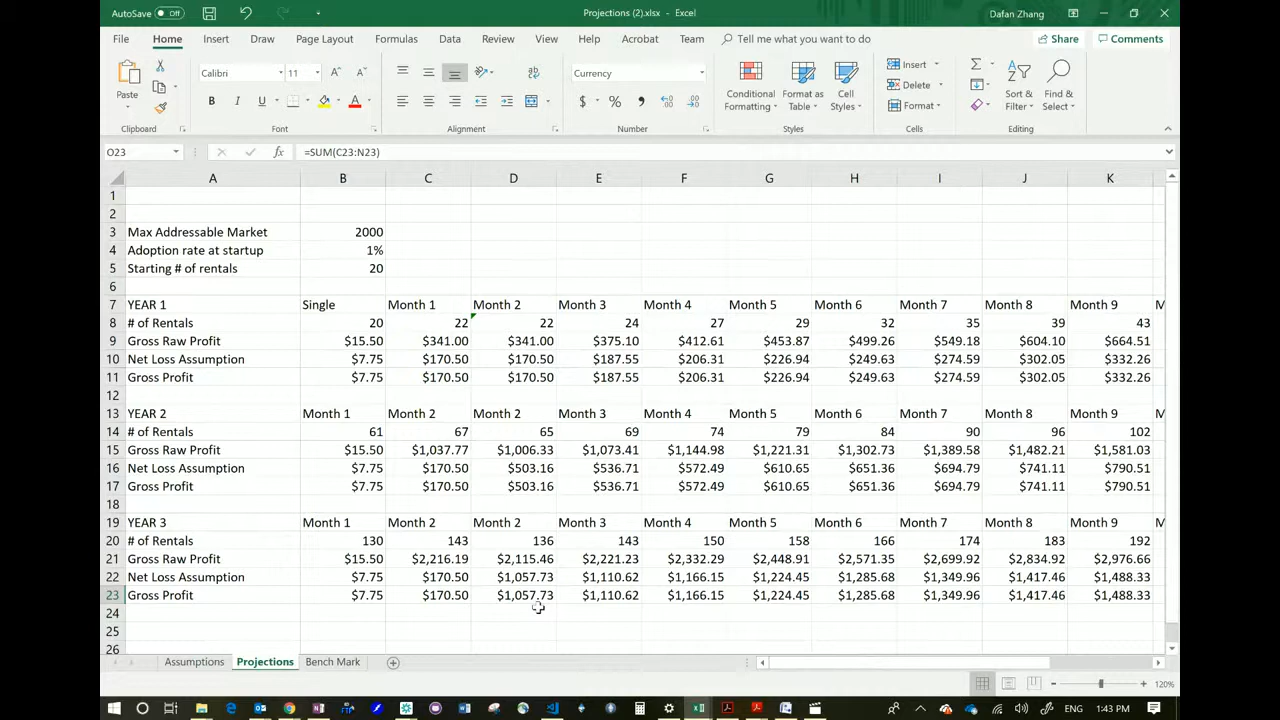 AutoSave Off Projections (2).xlsx - Excel Dafan Zhang
File Home Insert Draw Page Layout Formulas Data Review View Help Acrobat Team Tell me what you want to do Share Comments
Paste Calibri 11 Currency Conditional Formatting Format as Table Cell Styles Insert Delete Format Sort & Filter Find & Select
B I U A $ %
Clipboard Font Alignment Number Styles Cells Editing
O23 fx =SUM(C23:N23)
A B C D E F G H I J K
1
2
3 Max Addressable Market 2000
4 Adoption rate at startup 1%
5 Starting # of rentals 20
6
7 YEAR 1 Single Month 1 Month 2 Month 3 Month 4 Month 5 Month 6 Month 7 Month 8 Month 9 M
8 # of Rentals 20 22 22 24 27 29 32 35 39 43
9 Gross Raw Profit $15.50 $341.00 $341.00 $375.10 $412.61 $453.87 $499.26 $549.18 $604.10 $664.51
10 Net Loss Assumption $7.75 $170.50 $170.50 $187.55 $206.31 $226.94 $249.63 $274.59 $302.05 $332.26
11 Gross Profit $7.75 $170.50 $170.50 $187.55 $206.31 $226.94 $249.63 $274.59 $302.05 $332.26
12
13 YEAR 2 Month 1 Month 2 Month 2 Month 3 Month 4 Month 5 Month 6 Month 7 Month 8 Month 9 M
14 # of Rentals 61 67 65 69 74 79 84 90 96 102
15 Gross Raw Profit $15.50 $1,037.77 $1,006.33 $1,073.41 $1,144.98 $1,221.31 $1,302.73 $1,389.58 $1,482.21 $1,581.03
16 Net Loss Assumption $7.75 $170.50 $503.16 $536.71 $572.49 $610.65 $651.36 $694.79 $741.11 $790.51
17 Gross Profit $7.75 $170.50 $503.16 $536.71 $572.49 $610.65 $651.36 $694.79 $741.11 $790.51
18
19 YEAR 3 Month 1 Month 2 Month 2 Month 3 Month 4 Month 5 Month 6 Month 7 Month 8 Month 9 M
20 # of Rentals 130 143 136 143 150 158 166 174 183 192
21 Gross Raw Profit $15.50 $2,216.19 $2,115.46 $2,221.23 $2,332.29 $2,448.91 $2,571.35 $2,699.92 $2,834.92 $2,976.66
22 Net Loss Assumption $7.75 $170.50 $1,057.73 $1,110.62 $1,166.15 $1,224.45 $1,285.68 $1,349.96 $1,417.46 $1,488.33
23 Gross Profit $7.75 $170.50 $1,057.73 $1,110.62 $1,166.15 $1,224.45 $1,285.68 $1,349.96 $1,417.46 $1,488.33
24
25
26
Assumptions Projections Bench Mark
120%
1:43 PM